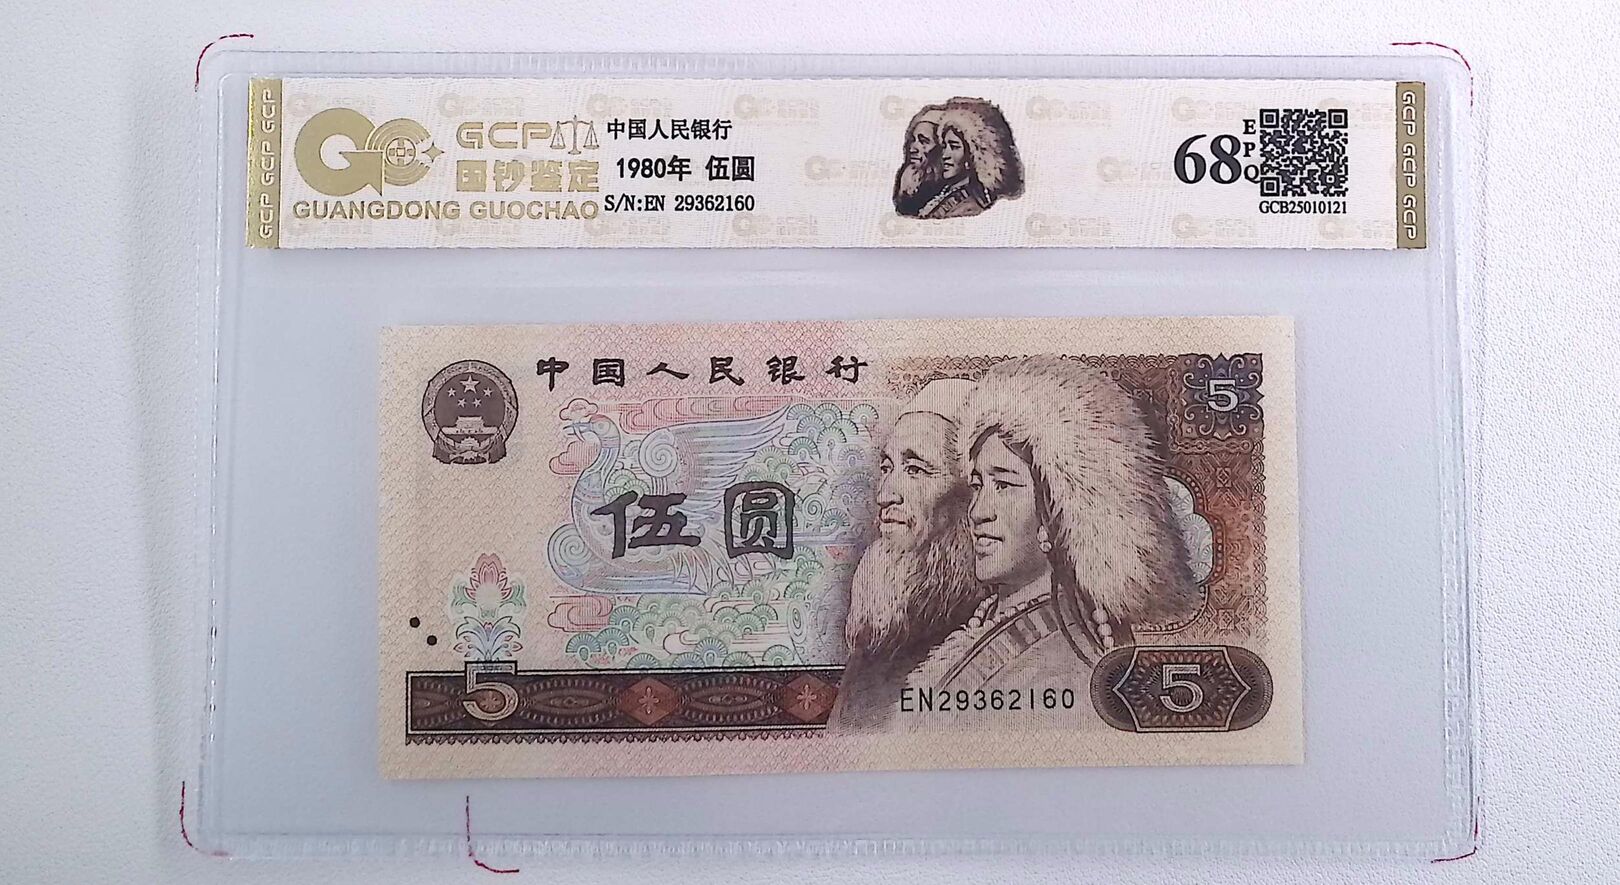 GCP GCP GCP
GC
GCP
国钞鉴定
GUANGDONG GUOCHAO
中国人民银行
1980年 伍圆
S/N:EN 29362160
68
EPQ
GCB25010121
GCP GCP GCP
中国人民银行
5
伍圆
5
EN29362160
5